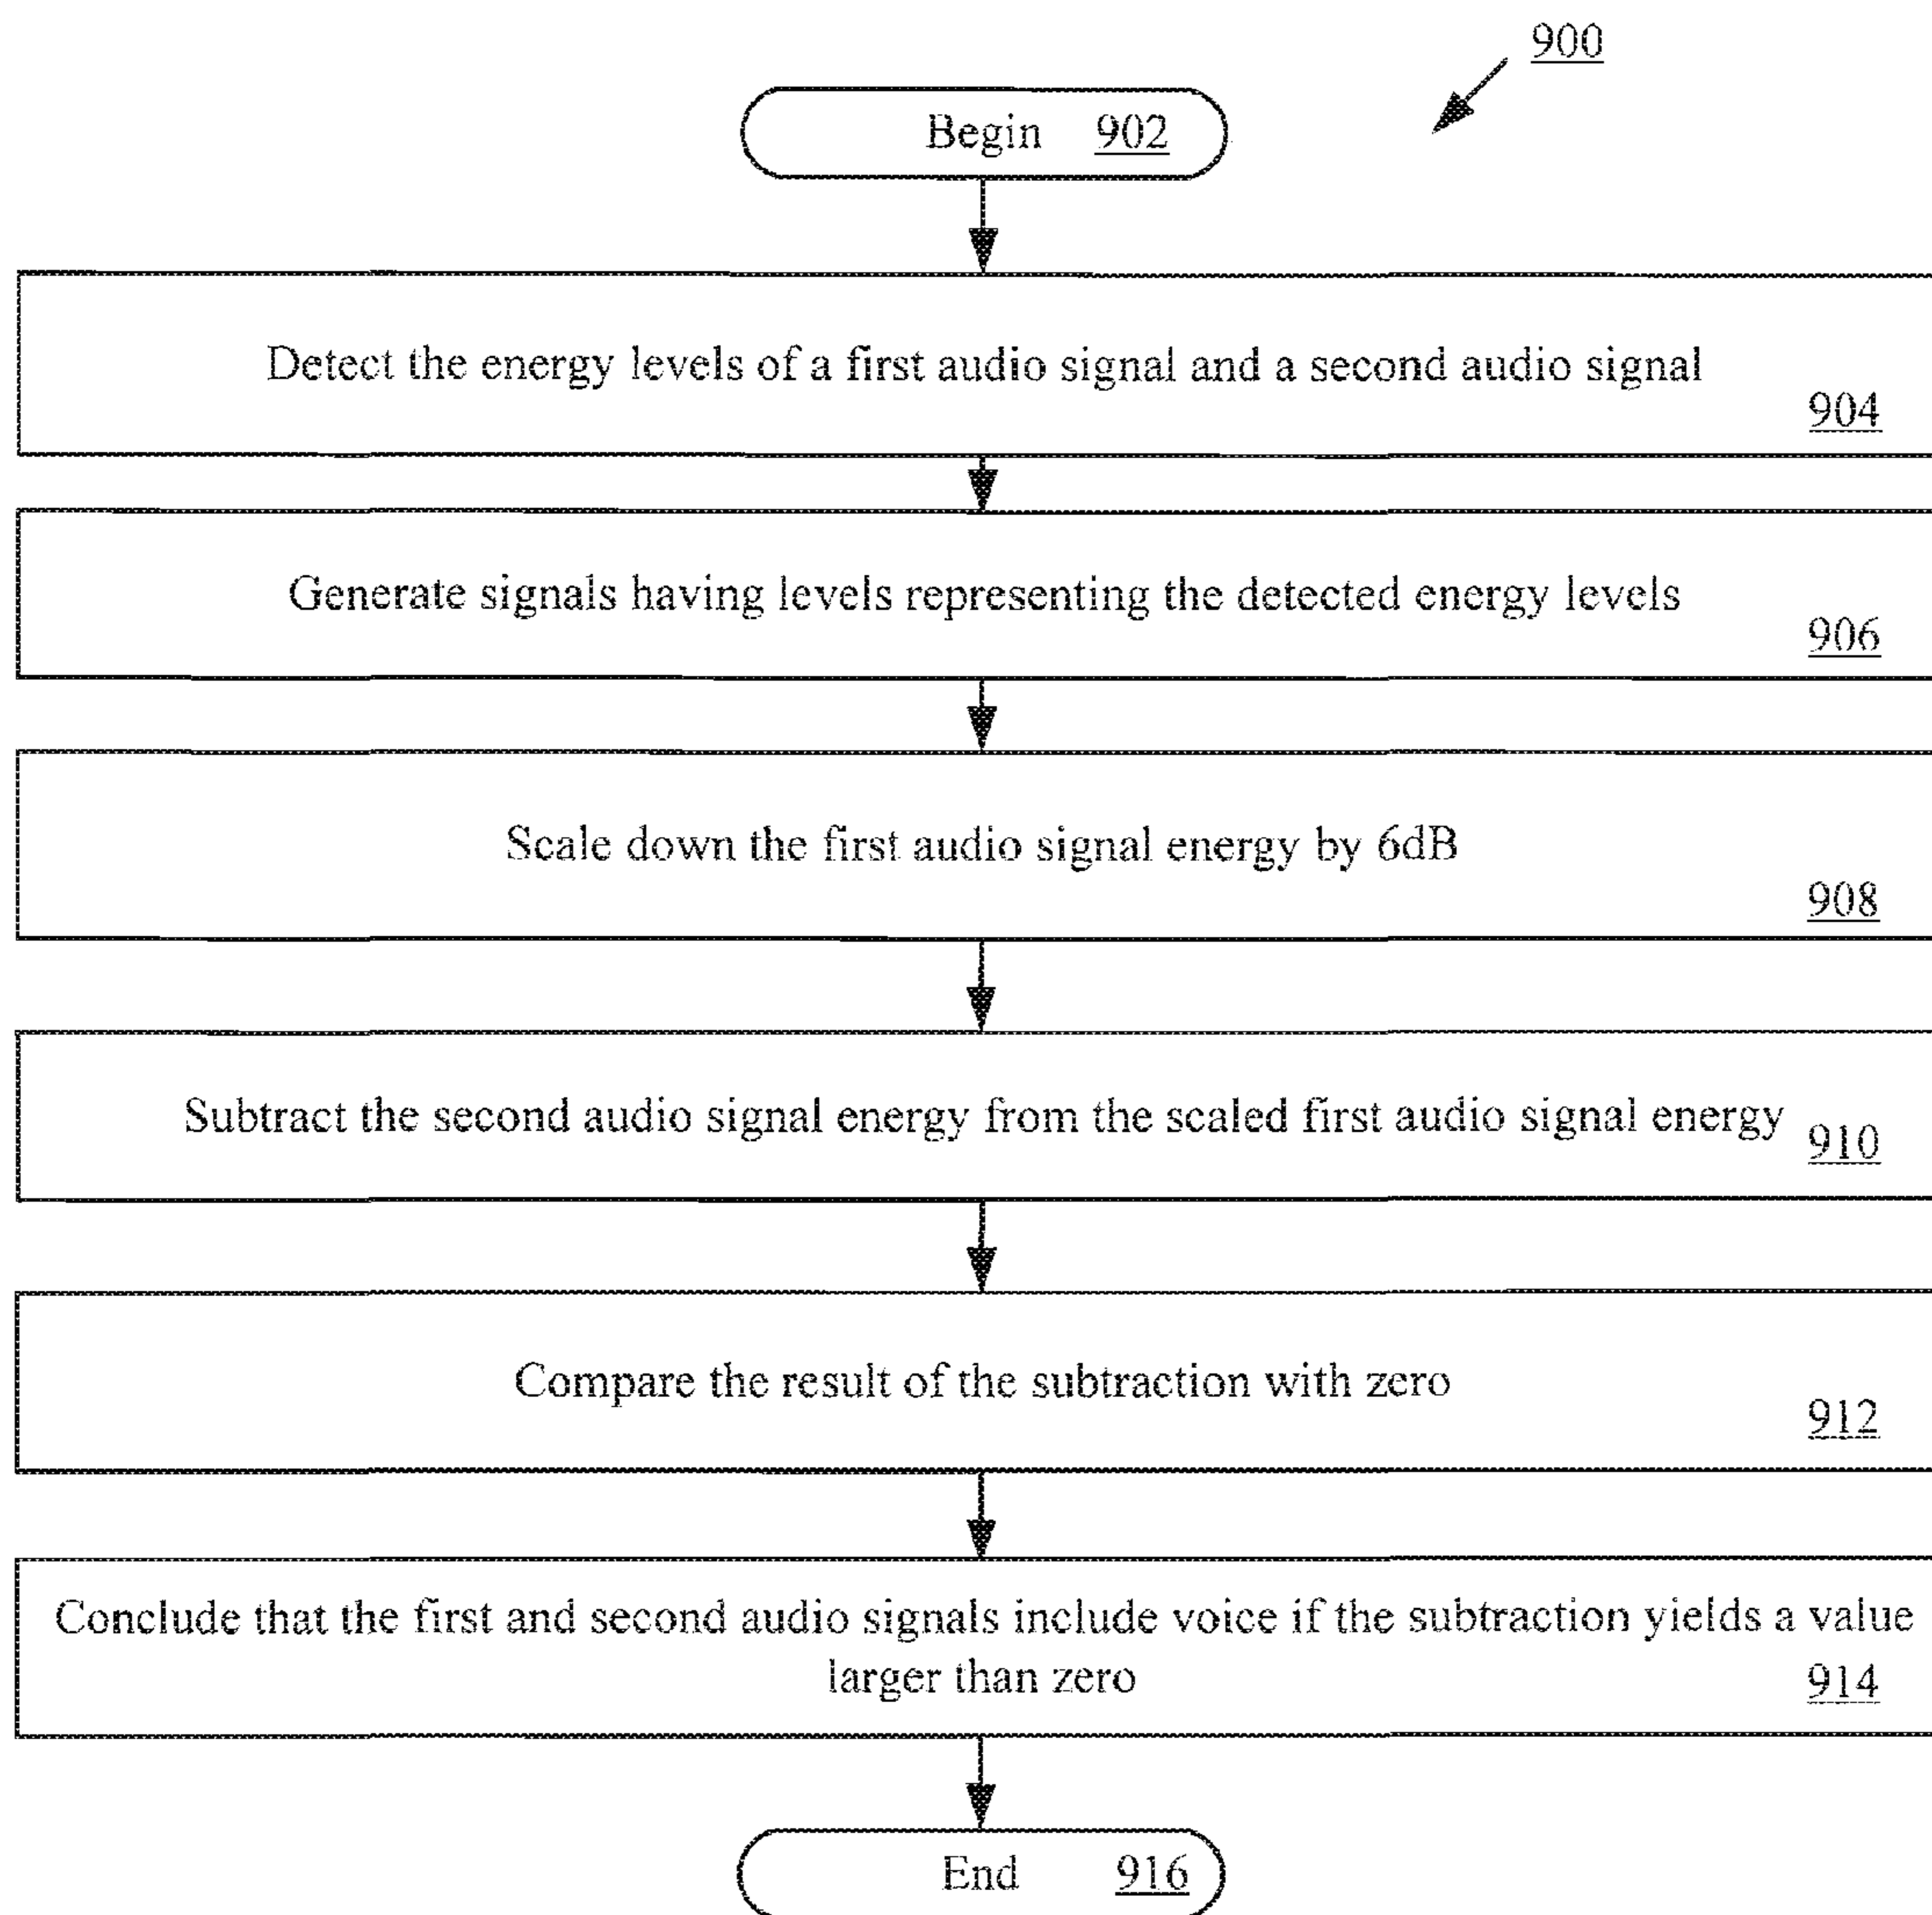 900
Begin 902
Detect the energy levels of a first audio signal and a second audio signal
904
Generate signals having levels representing the detected energy levels
906
Scale down the first audio signal energy by 6dB
908
Subtract the second audio signal energy from the scaled first audio signal energy
910
Compare the result of the subtraction with zero
912
Conclude that the first and second audio signals include voice if the subtraction yields a value
larger than zero
914
End 916